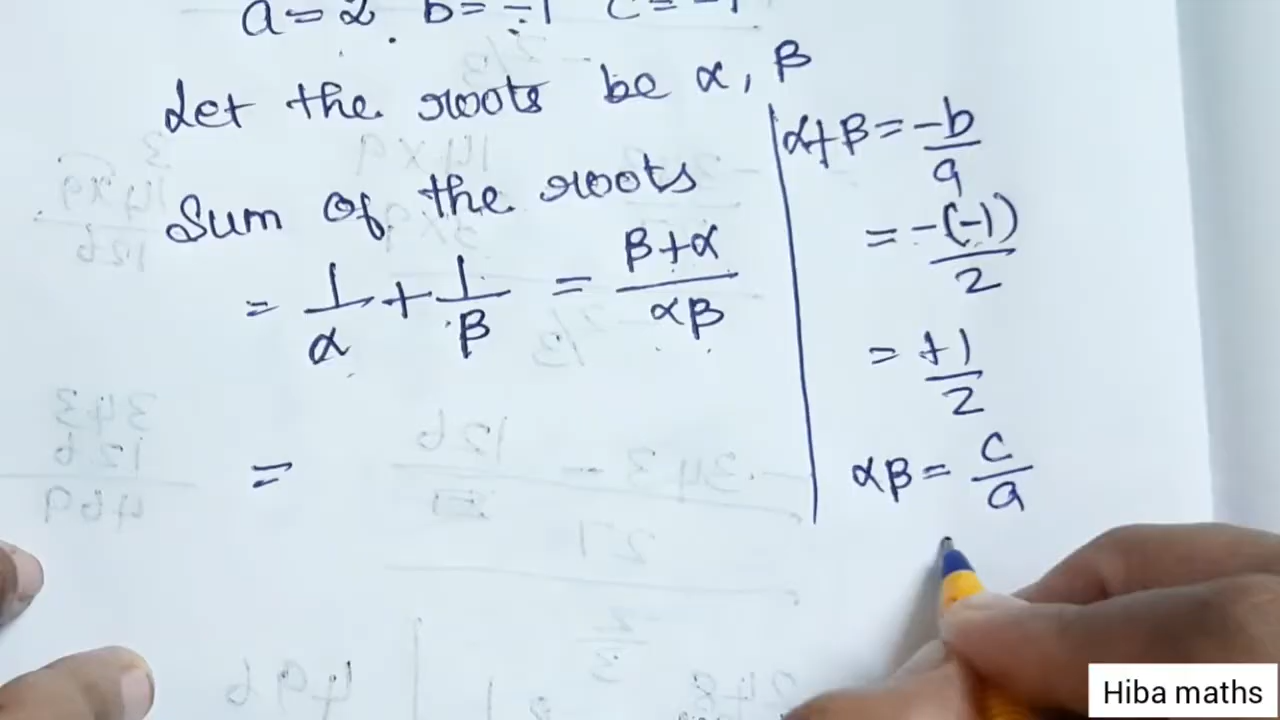 a = 2 b = -1 c = -1
Let the roots be α, β
Sum of the roots
= 1/α + 1/β = β+α/αβ
=
α+β = -b/a
= -(-1)/2
= +1/2
αβ = c/a
Hiba maths